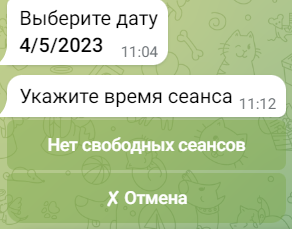 Выберите дату
4/5/2023 11:04
Укажите время сеанса 11:12
Нет свободных сеансов
✗ Отмена